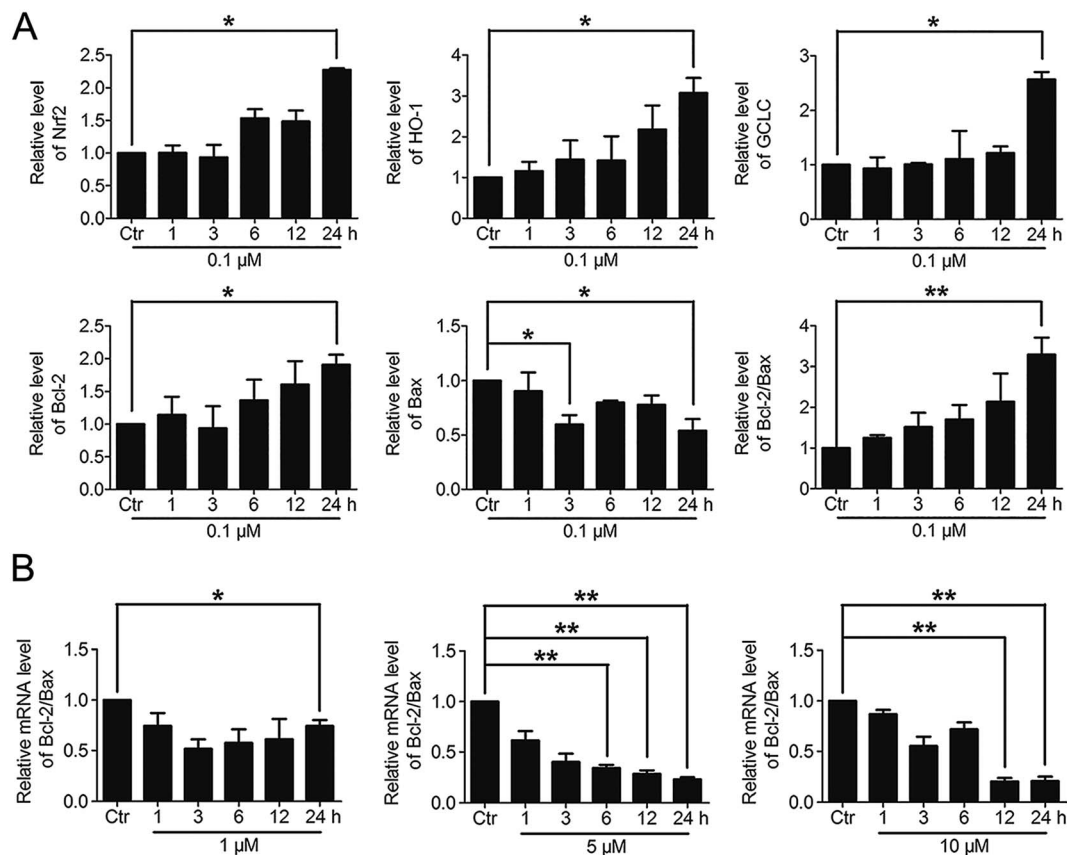 A
Relative level
of Nrf2
2.5
2.0
1.5
1.0
0.5
0.0
*
Ctr 1 3 6 12 24 h
0.1 µM
Relative level
of HO-1
4
3
2
1
0
*
Ctr 1 3 6 12 24 h
0.1 µM
Relative level
of GCLC
3
2
1
0
*
Ctr 1 3 6 12 24 h
0.1 µM
Relative level
of Bcl-2
2.5
2.0
1.5
1.0
0.5
0.0
*
Ctr 1 3 6 12 24 h
0.1 µM
Relative level
of Bax
1.5
1.0
0.5
0.0
*
*
Ctr 1 3 6 12 24 h
0.1 µM
Relative level
of Bcl-2/Bax
4
3
2
1
0
**
Ctr 1 3 6 12 24 h
0.1 µM
B
Relative mRNA level
of Bcl-2/Bax
1.5
1.0
0.5
0.0
*
Ctr 1 3 6 12 24 h
1 µM
Relative mRNA level
of Bcl-2/Bax
1.5
1.0
0.5
0.0
**
**
**
Ctr 1 3 6 12 24 h
5 µM
Relative mRNA level
of Bcl-2/Bax
1.5
1.0
0.5
0.0
**
**
Ctr 1 3 6 12 24 h
10 µM